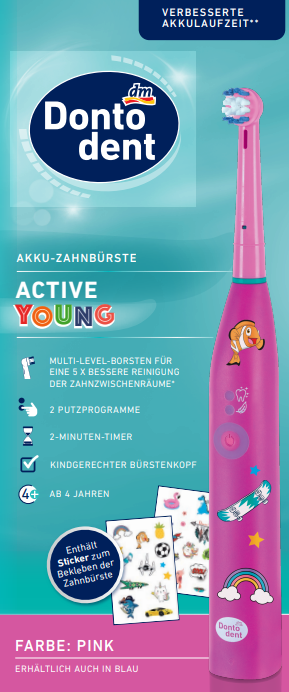 VERBESSERTE
AKKULAUFZEIT**
dm
Donto
dent
AKKU-ZAHNBÜRSTE
ACTIVE
YOUNG
MULTI-LEVEL-BORSTEN FÜR
EINE 5 X BESSERE REINIGUNG
DER ZAHNZWISCHENRÄUME*
2 PUTZPROGRAMME
2-MINUTEN-TIMER
KINDGERECHTER BÜRSTENKOPF
4+
AB 4 JAHREN
Enthält
Sticker zum
Bekleben der
Zahnbürste
Donto
dent
FARBE: PINK
ERHÄLTLICH AUCH IN BLAU